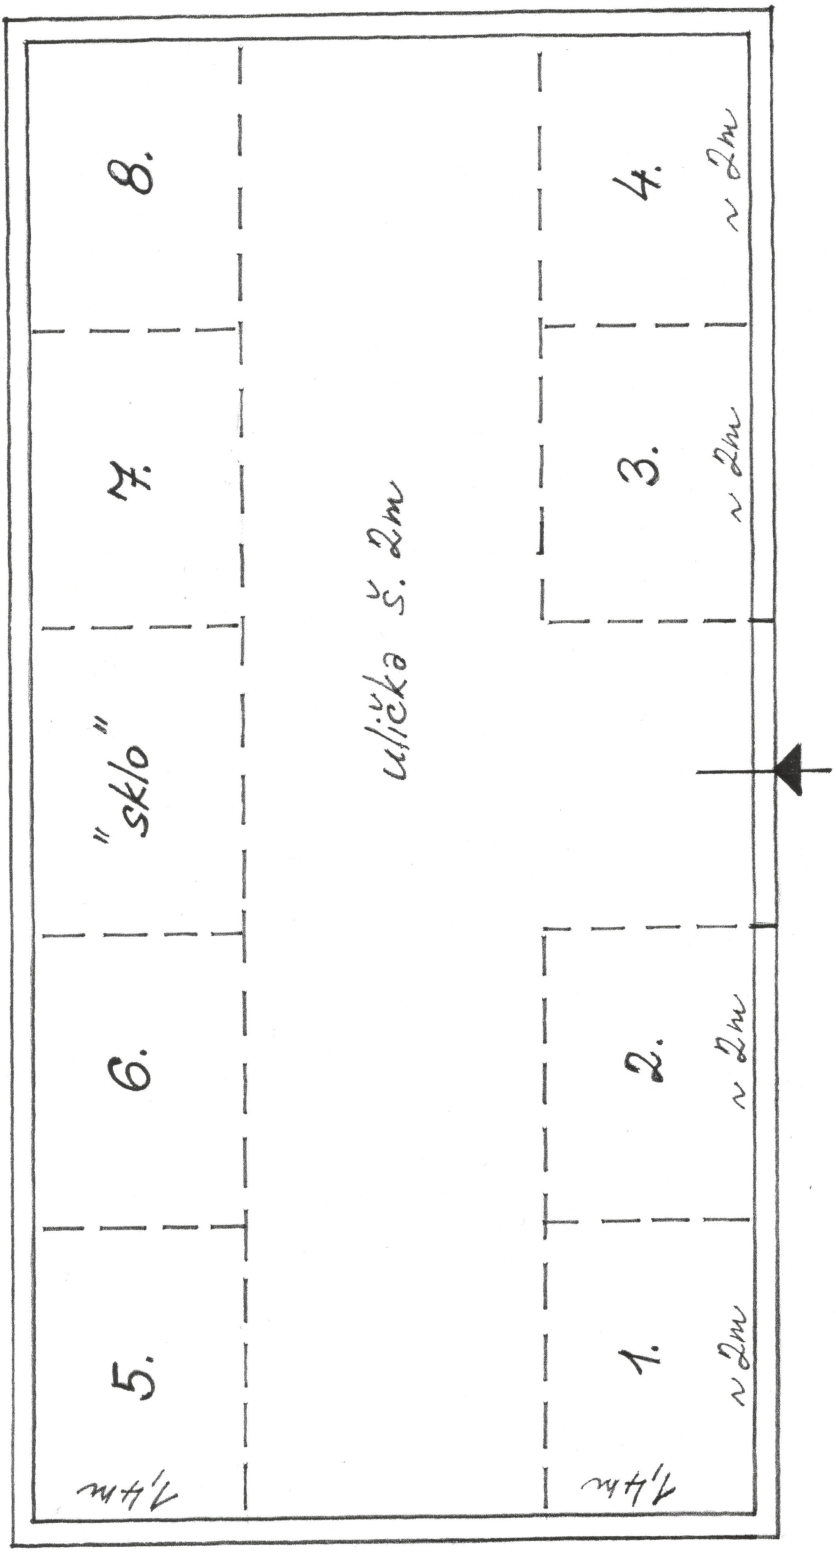 5.
6.
"sklo"
7.
8.
1,4m
ulička š. 2m
1.
2.
3.
4.
1,4m
~ 2m
~ 2m
~ 2m
~ 2m